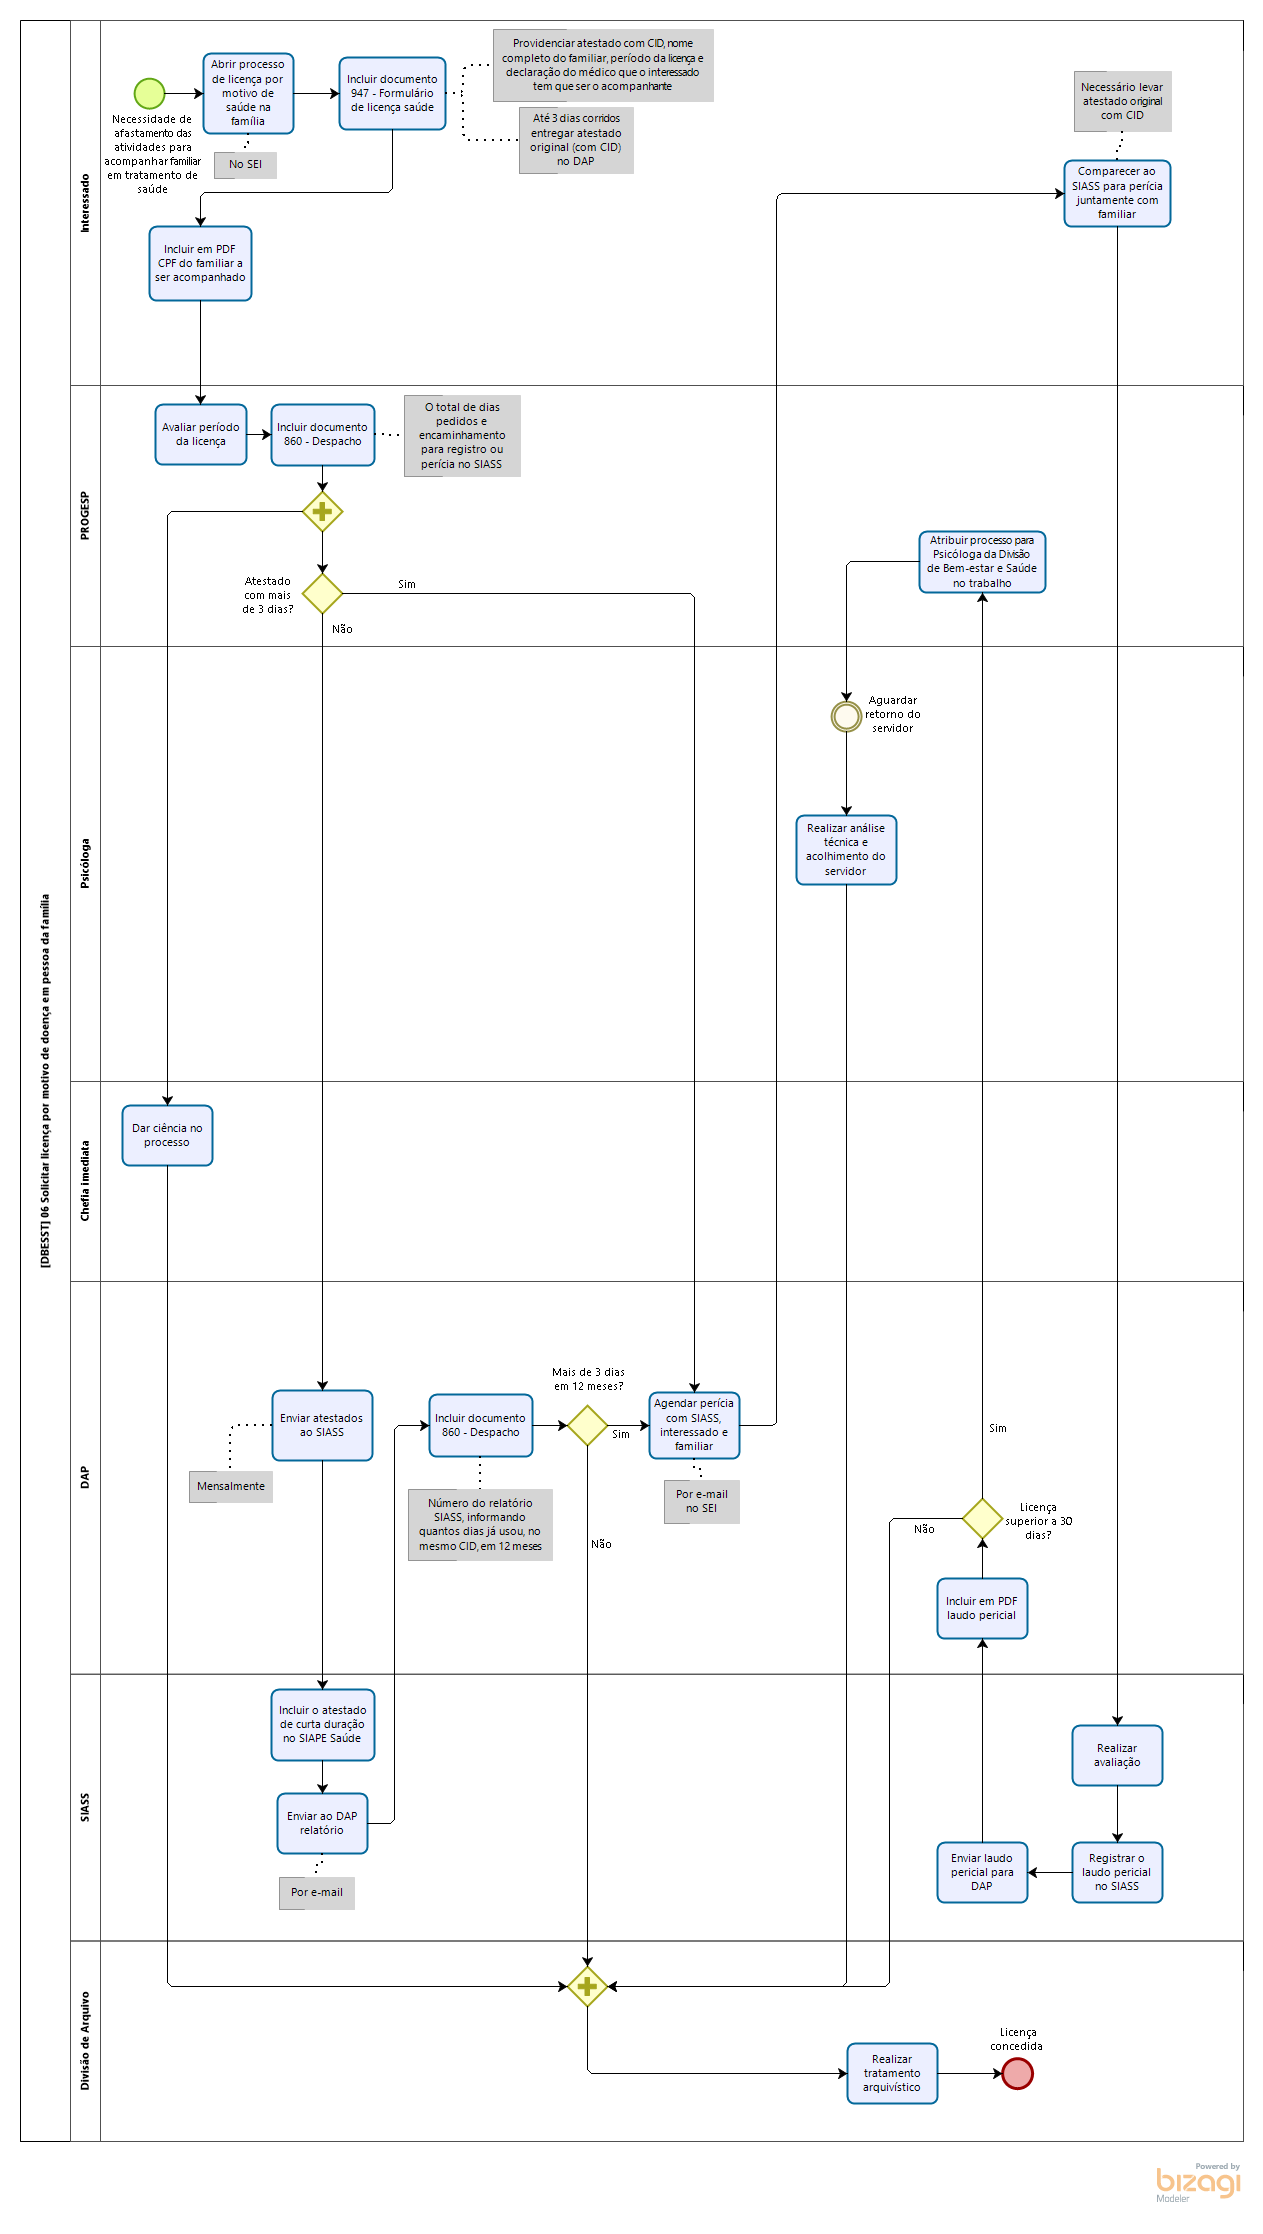 [DBESST] 06 Solicitar licença por motivo de doença em pessoa da família
Interessado
Necessidade de
afastamento das
atividades para
acompanhar familiar
em tratamento de
saúde
Abrir processo
de licença por
motivo de
saúde na
família
No SEI
Incluir documento
947 - Formulário
de licença saúde
Providenciar atestado com CID, nome
completo do familiar, período da licença e
declaração do médico que o interessado
tem que ser o acompanhante
Até 3 dias corridos
entregar atestado
original (com CID)
no DAP
Necessário levar
atestado original
com CID
Comparecer ao
SIASS para perícia
juntamente com
familiar
Incluir em PDF
CPF do familiar a
ser acompanhado
PROGESP
Avaliar período
da licença
Incluir documento
860 - Despacho
O total de dias
pedidos e
encaminhamento
para registro ou
perícia no SIASS
Atestado
com mais
de 3 dias?
Sim
Não
Atribuir processo para
Psicóloga da Divisão
de Bem-estar e Saúde
no trabalho
Psicóloga
Aguardar
retorno do
servidor
Realizar análise
técnica e
acolhimento do
servidor
Chefia imediata
Dar ciência no
processo
DAP
Enviar atestados
ao SIASS
Mensalmente
Incluir documento
860 - Despacho
Número do relatório
SIASS, informando
quantos dias já usou, no
mesmo CID, em 12 meses
Mais de 3 dias
em 12 meses?
Sim
Não
Agendar perícia
com SIASS,
interessado e
familiar
Por e-mail
no SEI
Sim
Licença
superior a 30
dias?
Não
Incluir em PDF
laudo pericial
SIASS
Incluir o atestado
de curta duração
no SIAPE Saúde
Enviar ao DAP
relatório
Por e-mail
Realizar
avaliação
Registrar o
laudo pericial
no SIASS
Enviar laudo
pericial para
DAP
Divisão de Arquivo
Realizar
tratamento
arquivístico
Licença
concedida
Powered by
bizagi
Modeler